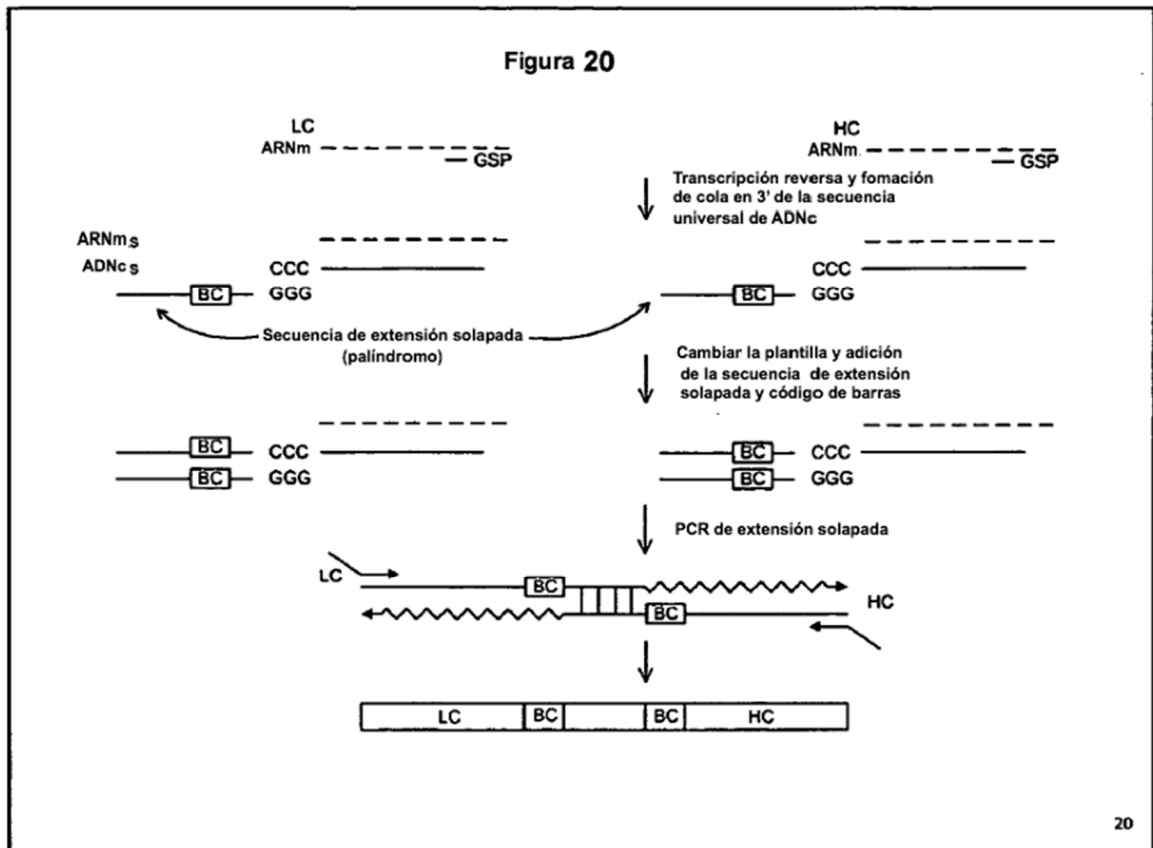 Figura 20
LC
ARNm
GSP
HC
ARNm
GSP
Transcripción reversa y fomación
de cola en 3' de la secuencia
universal de ADNc
ARNms
ADNcs
CCC
BC
GGG
CCC
BC
GGG
Secuencia de extensión solapada
(palíndromo)
Cambiar la plantilla y adición
de la secuencia de extensión
solapada y código de barras
BC
CCC
BC
GGG
BC
CCC
BC
GGG
PCR de extensión solapada
LC
BC
HC
BC
LC
BC
BC
HC
20